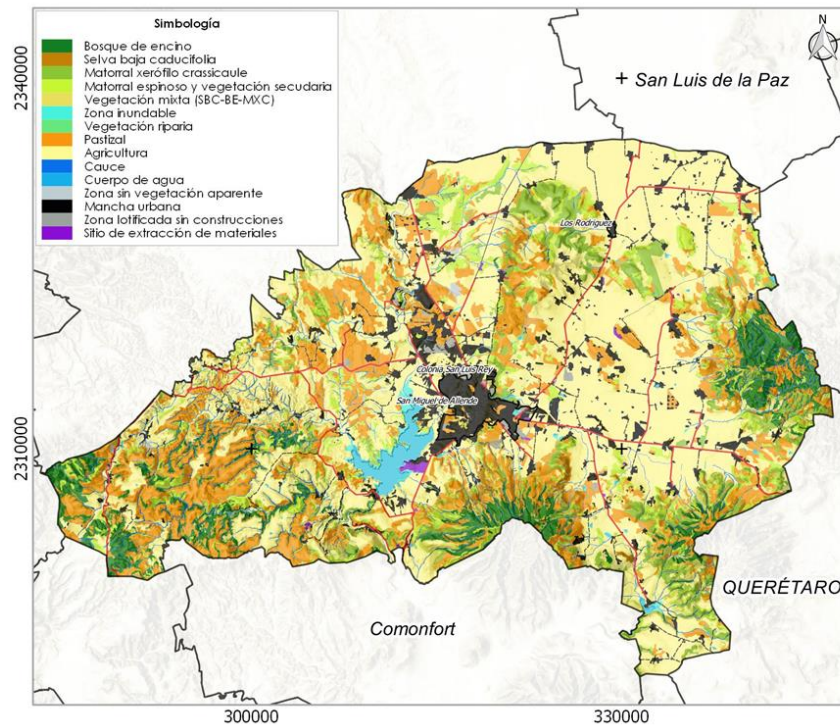 Simbología
Bosque de encino
Selva baja caducifolia
Matorral xerófilo crassicaule
Matorral espinoso y vegetación secudaria
Vegetación mixta (SBC-BE-MXC)
Zona inundable
Vegetación riparia
Pastizal
Agricultura
Cauce
Cuerpo de agua
Zona sin vegetación aparente
Mancha urbana
Zona lotificada sin construcciones
Sitio de extracción de materiales
N
2340000
San Luis de la Paz
Los Rodríguez
Colonia San Luis Rey
San Miguel de Allende
2310000
QUERÉTARO
Comonfort
300000
330000